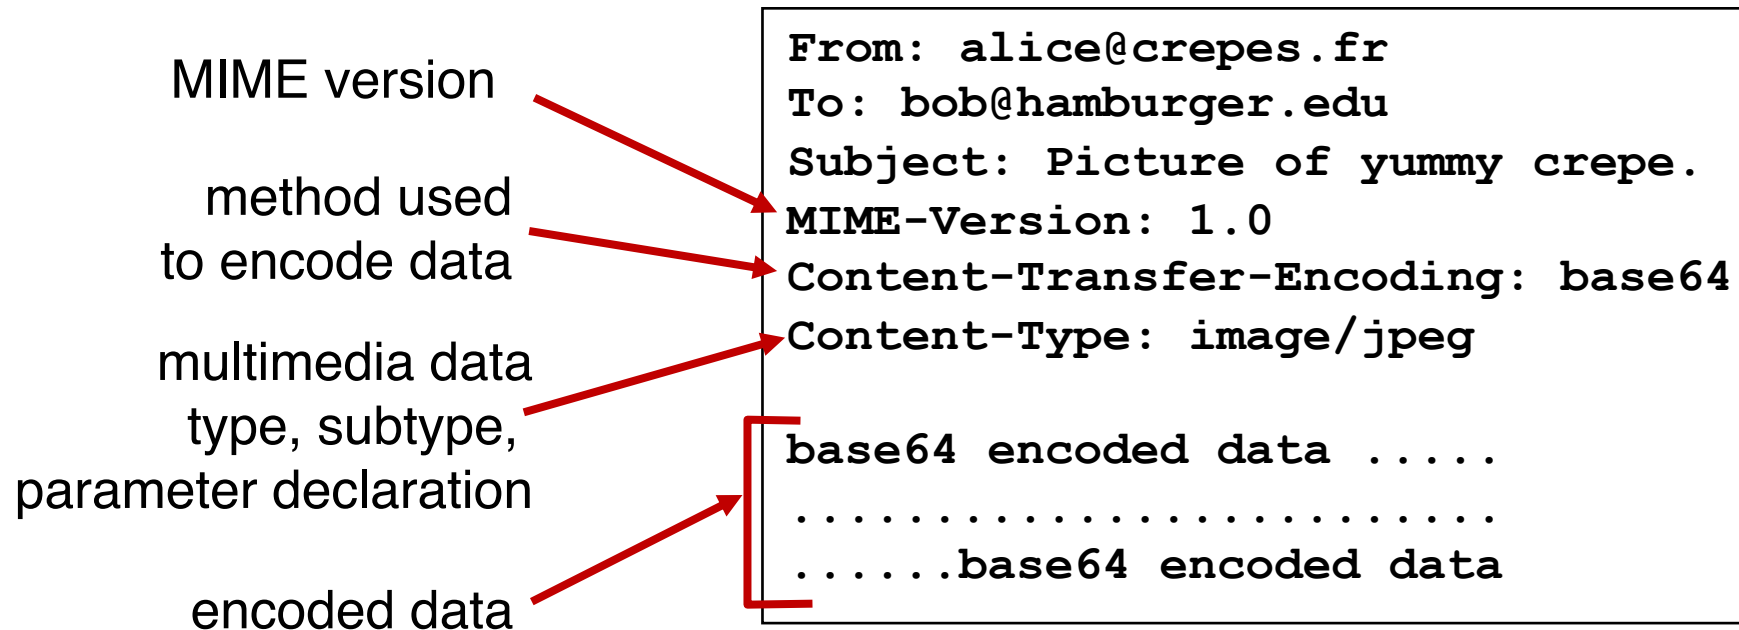 MIME version
method used
to encode data
multimedia data
type, subtype,
parameter declaration
encoded data
From: alice@crepes.fr
To: bob@hamburger.edu
Subject: Picture of yummy crepe.
MIME-Version: 1.0
Content-Transfer-Encoding: base64
Content-Type: image/jpeg
base64 encoded data .....
.........................
......base64 encoded data